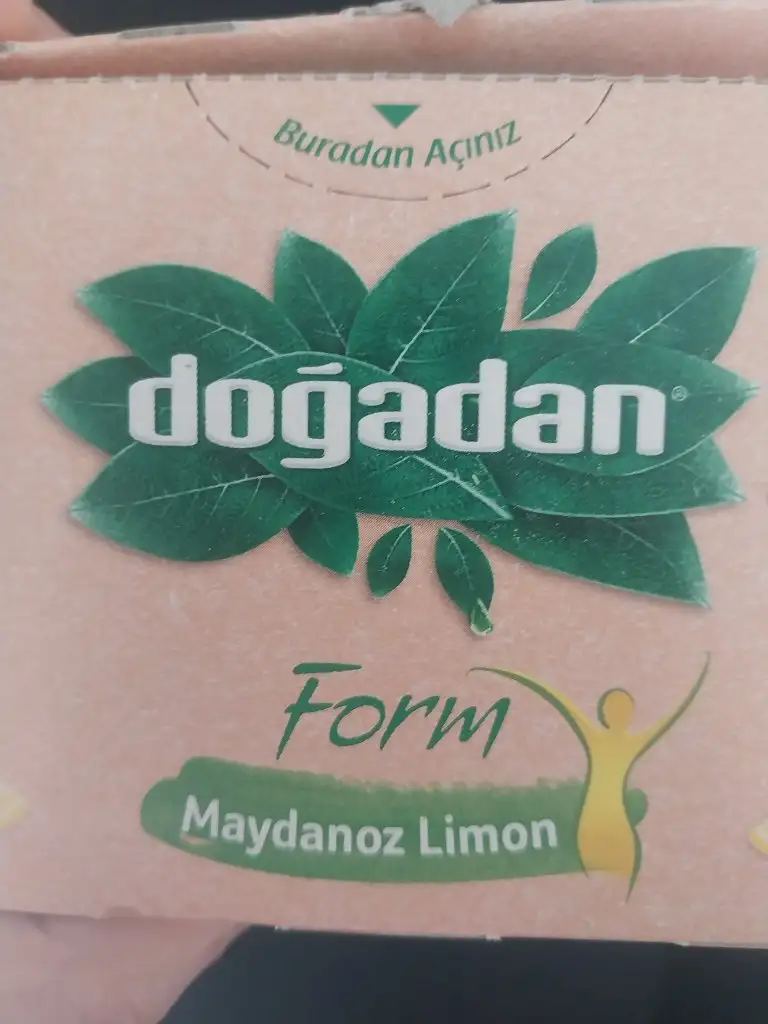 Buradan Açınız
doğadan®
Form
Maydanoz Limon